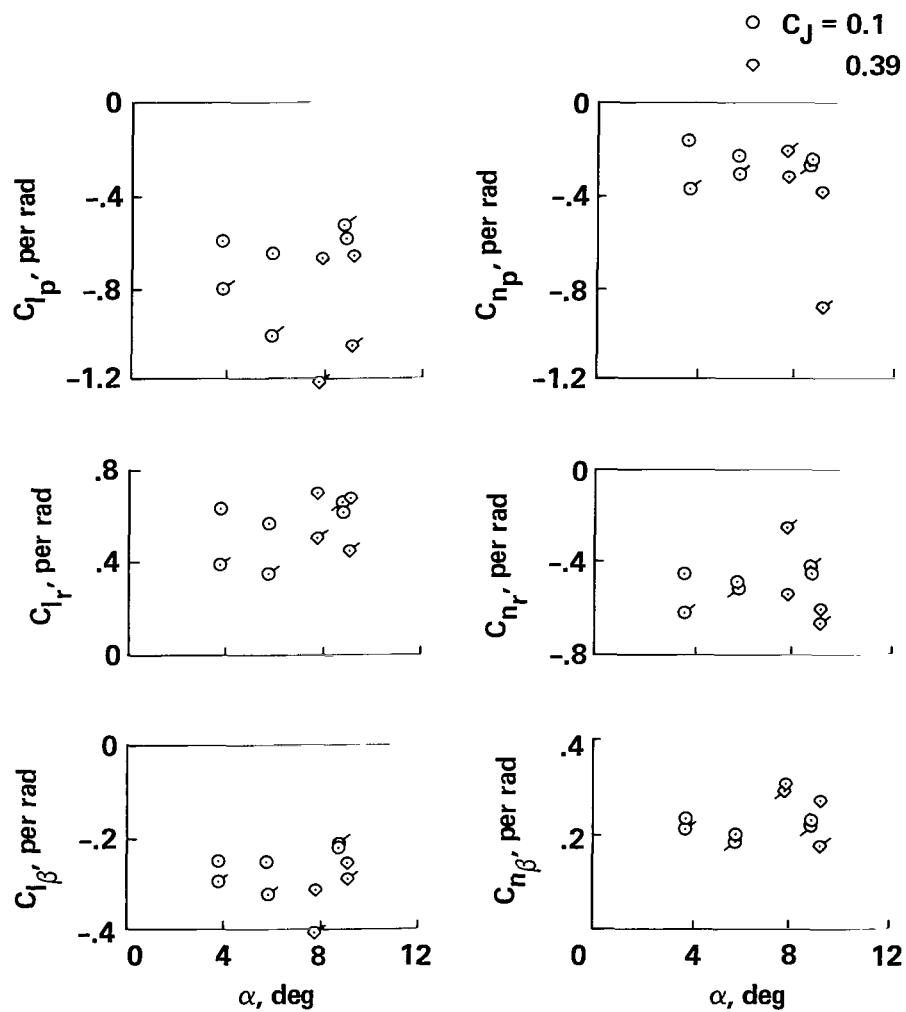 C_J = 0.1
0.39
0
-.4
-.8
-1.2
C_lp, per rad
0
-.4
-.8
-1.2
C_np, per rad
.8
.4
0
C_lr, per rad
0
-.4
-.8
C_nr, per rad
0
-.2
-.4
C_lβ, per rad
0 4 8 12
α, deg
.4
.2
C_nβ, per rad
0 4 8 12
α, deg